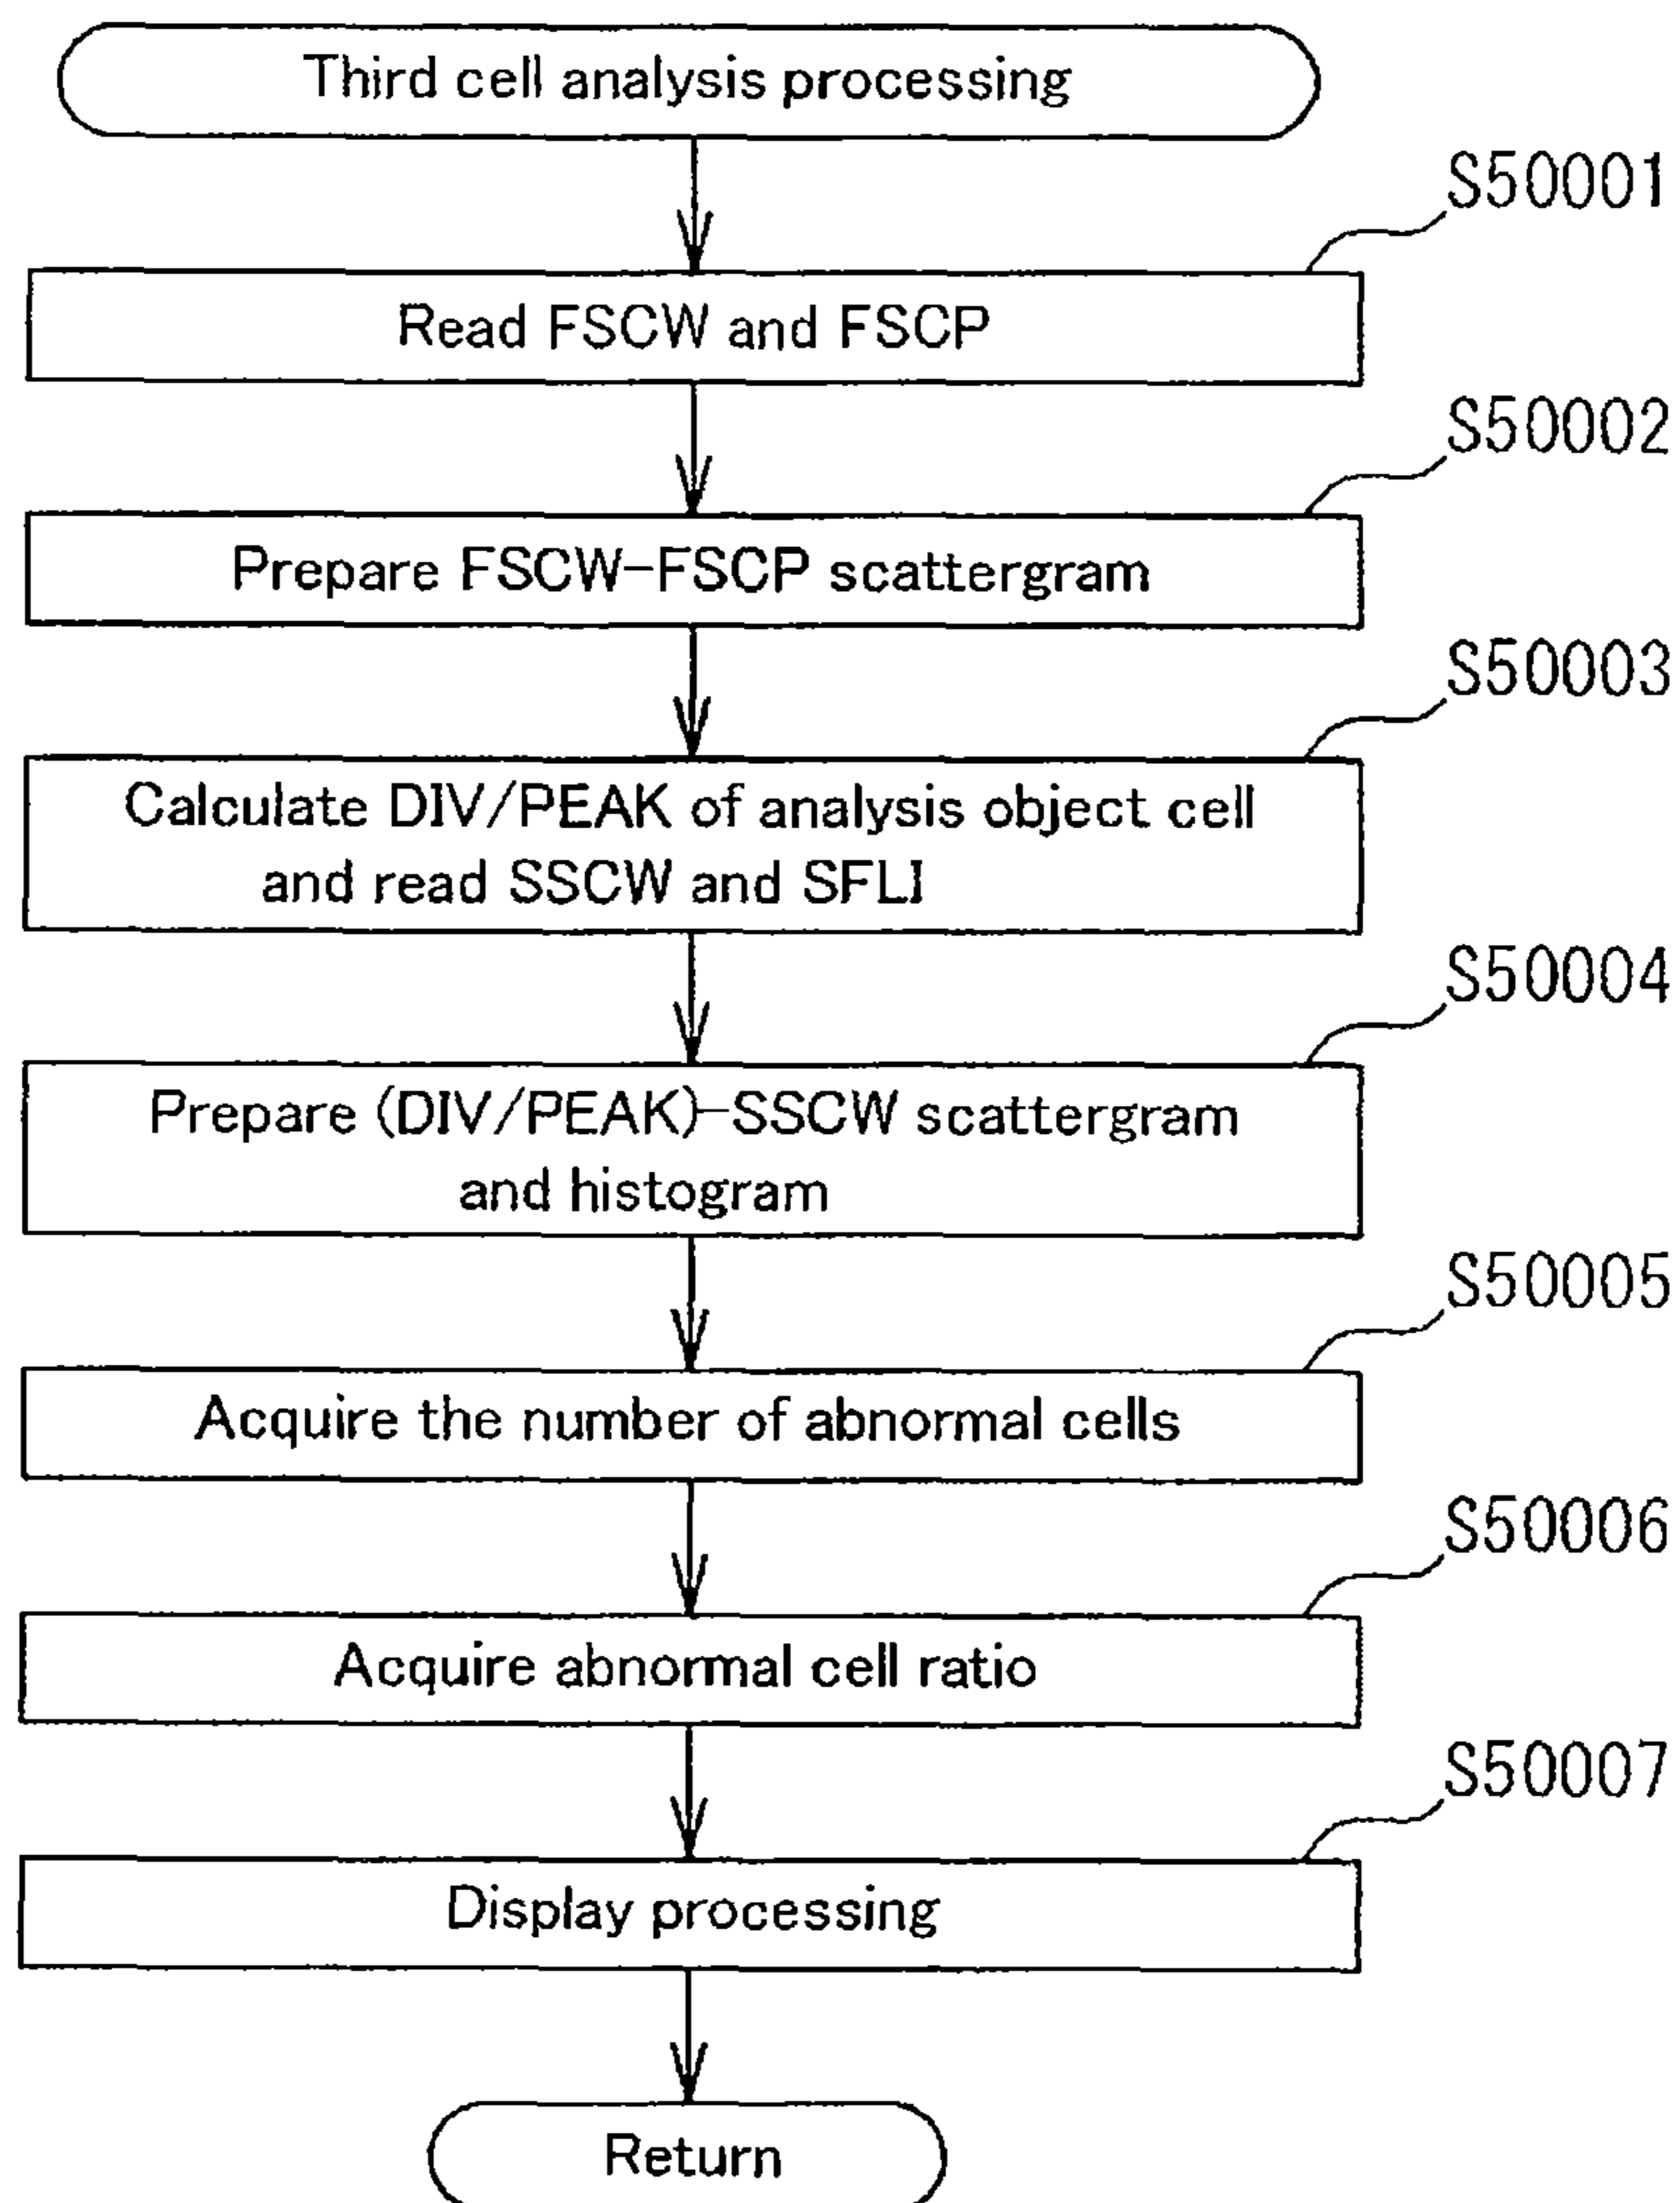 Third cell analysis processing
S50001
Read FSCW and FSCP
S50002
Prepare FSCW-FSCP scattergram
S50003
Calculate DIV/PEAK of analysis object cell
and read SSCW and SFLI
S50004
Prepare (DIV/PEAK)-SSCW scattergram
and histogram
S50005
Acquire the number of abnormal cells
S50006
Acquire abnormal cell ratio
S50007
Display processing
Return